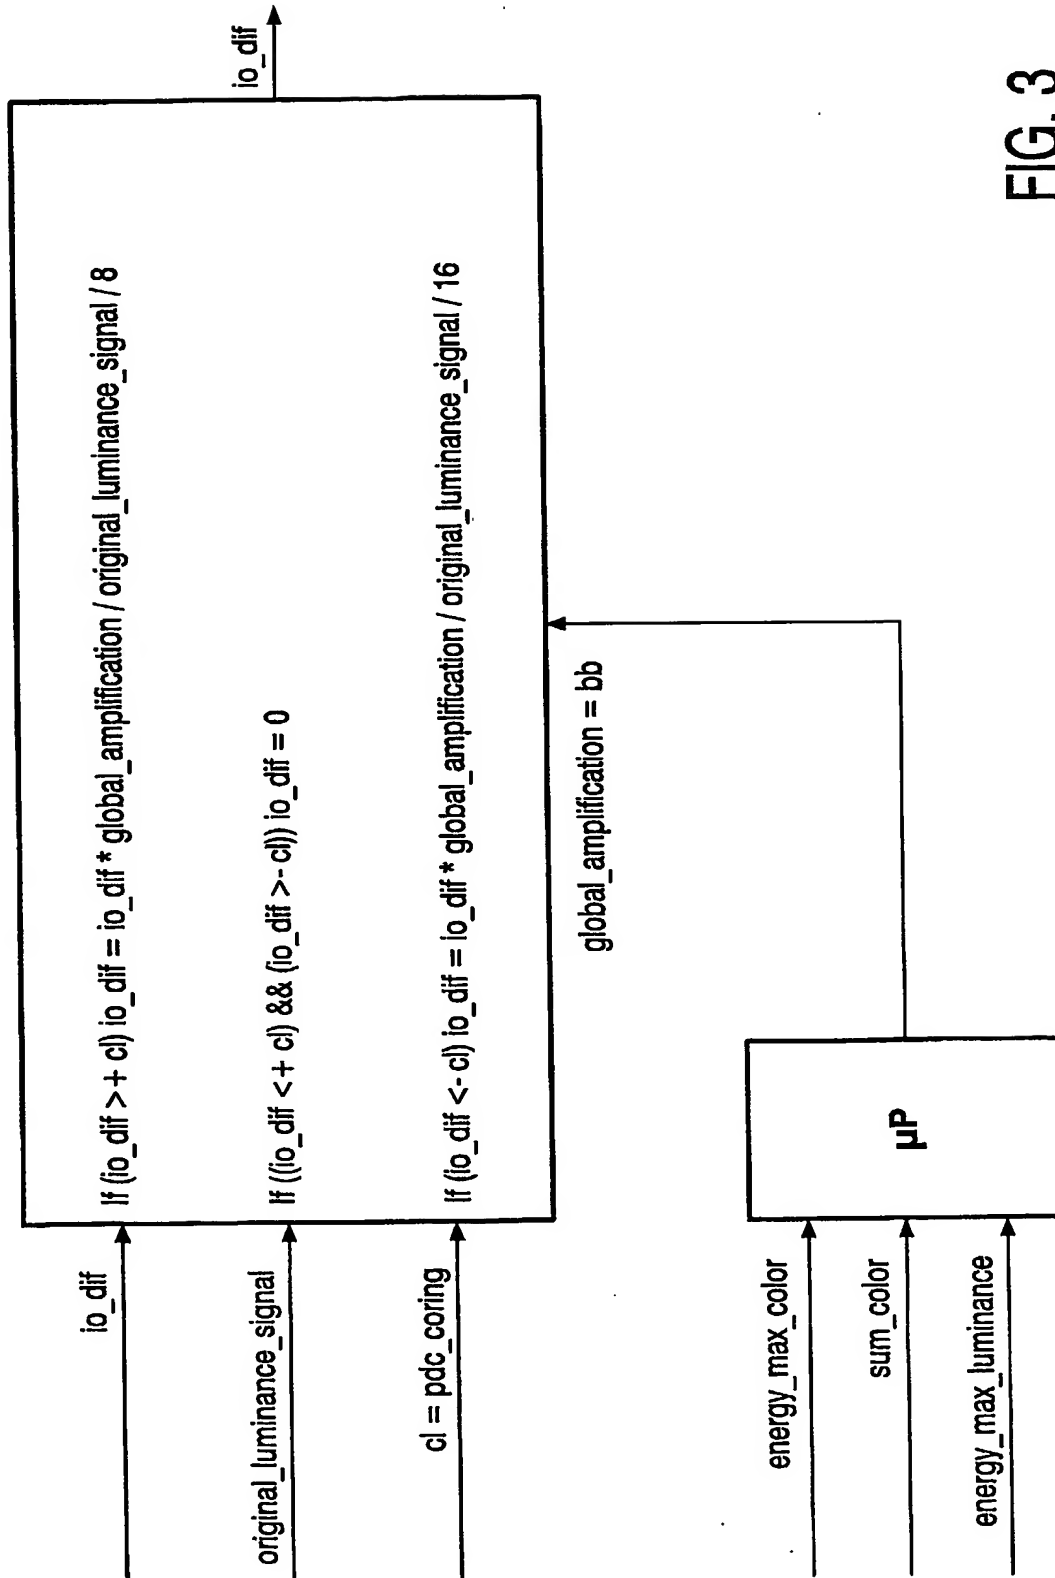 io_dif
original_luminance_signal
cl = pdc_coring
If (io_dif >+ cl) io_dif = io_dif * global_amplification / original_luminance_signal / 8
If ((io_dif <+ cl) && (io_dif >- cl)) io_dif = 0
If (io_dif <- cl) io_dif = io_dif * global_amplification / original_luminance_signal / 16
io_dif
global_amplification = bb
energy_max_color
sum_color
energy_max_luminance
µP
FIG. 3